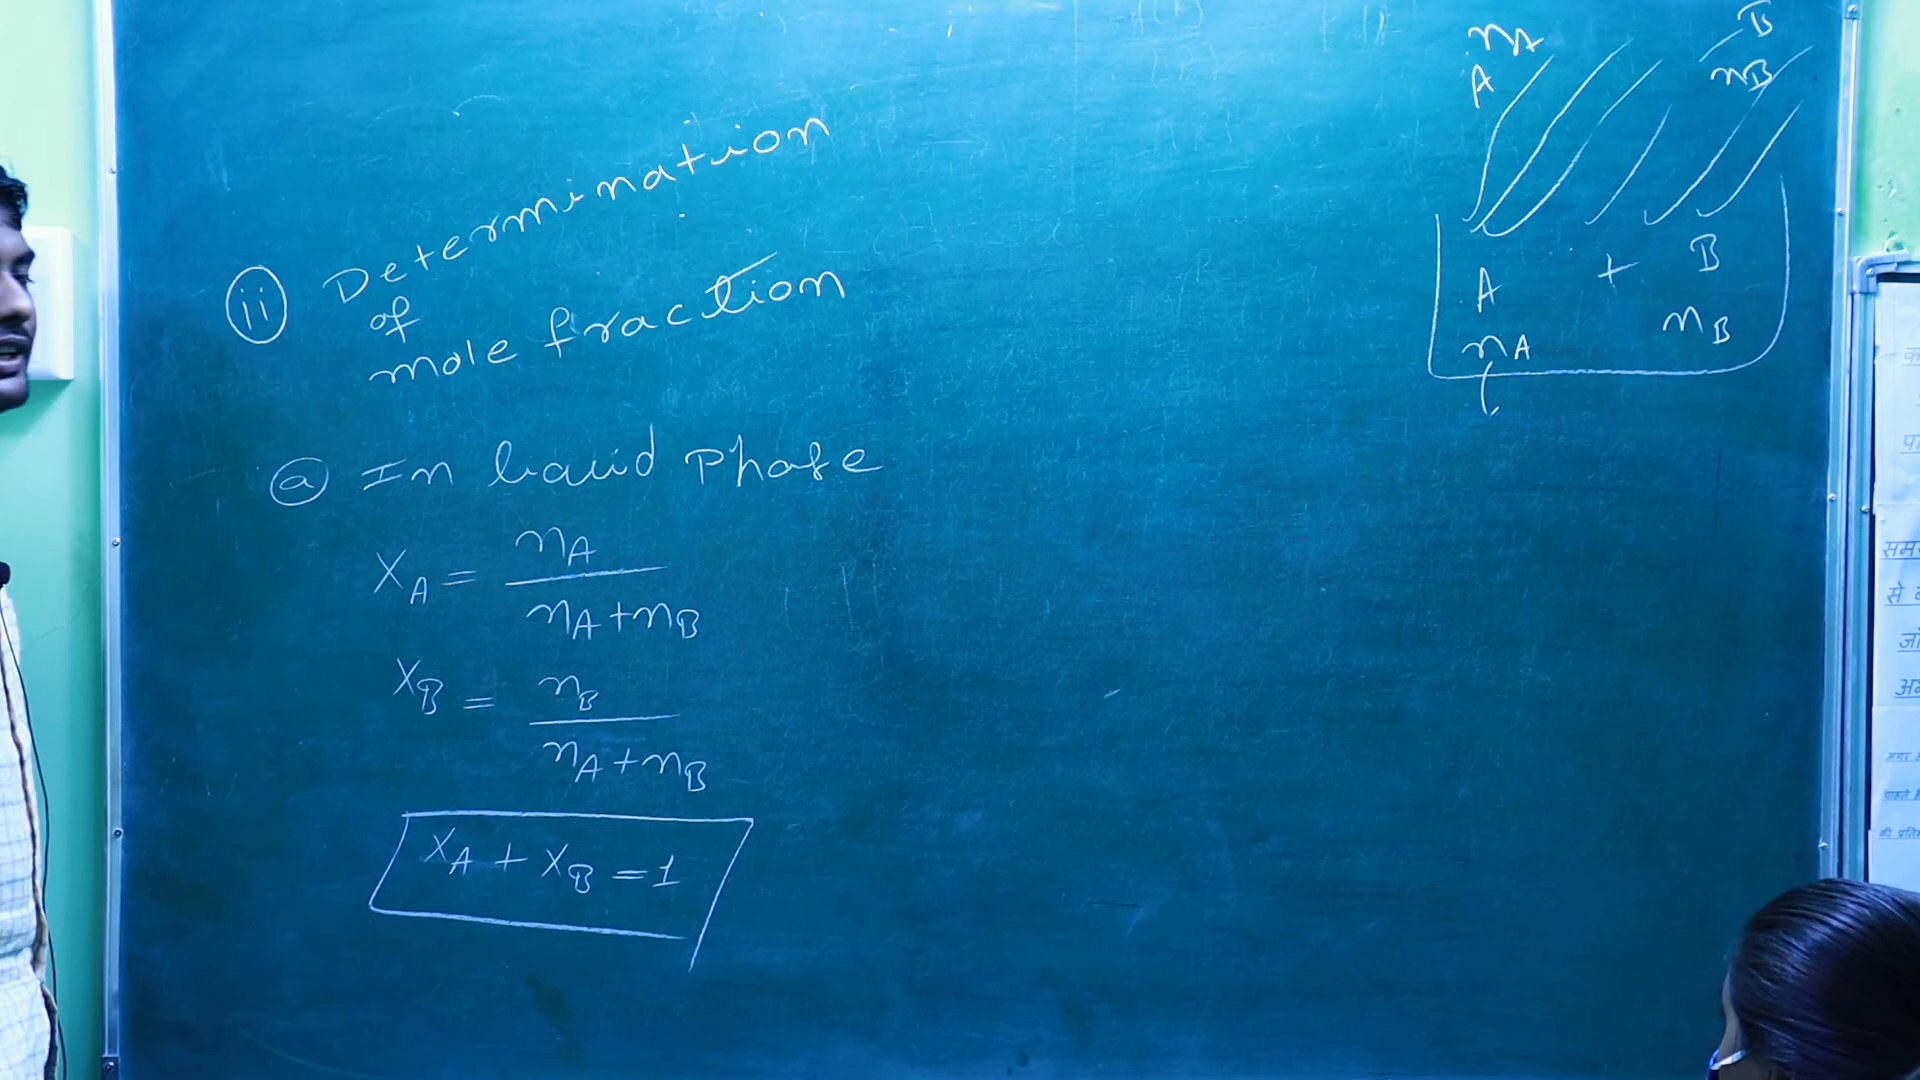 (ii) Determination
of
mole fraction
(a) In liquid Phase
X_A = n_A / (n_A + n_B)
X_B = n_B / (n_A + n_B)
X_A + X_B = 1
n_A B
A n_B
A + B
n_A n_B